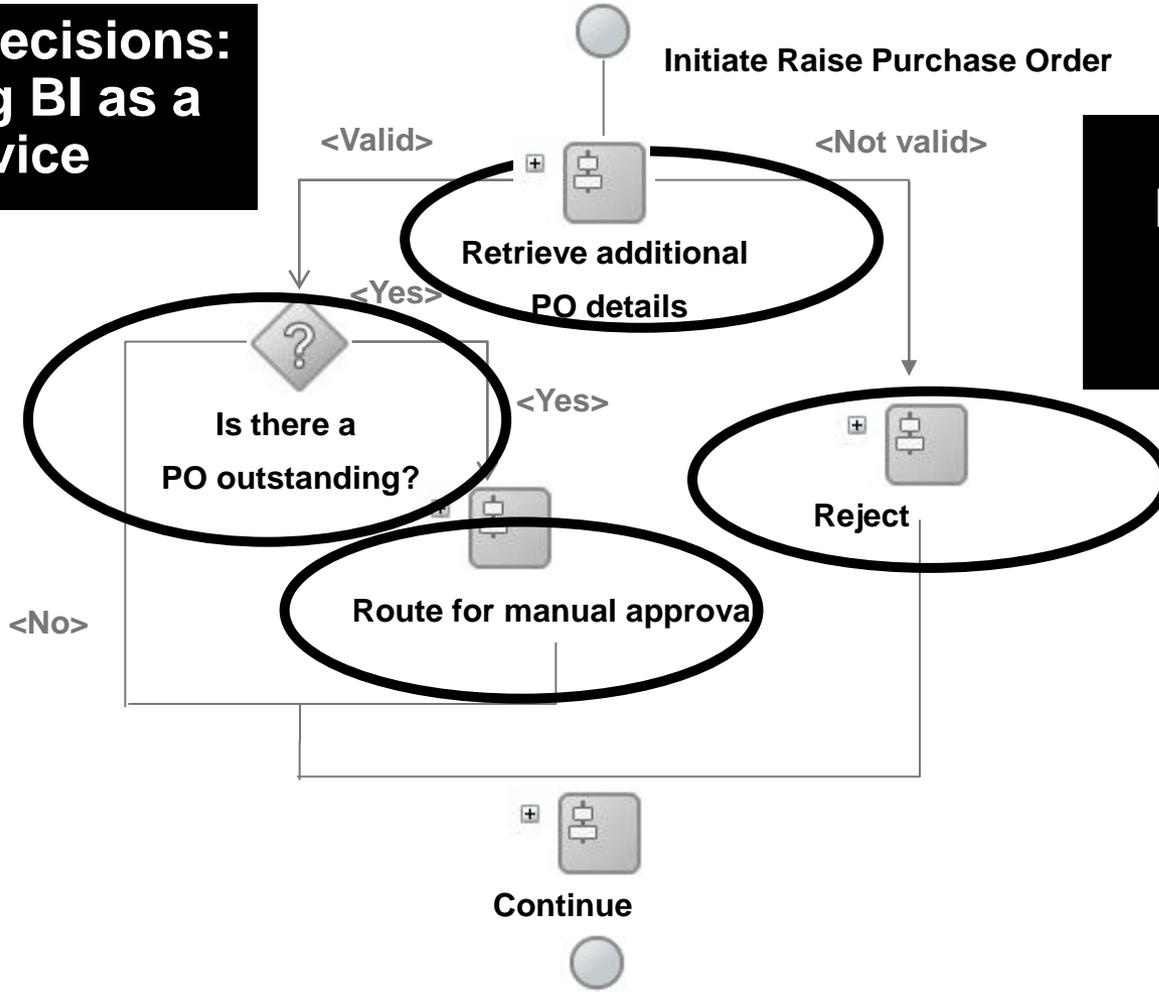 ecisions:
g BI as a
vice
Initiate Raise Purchase Order
<Valid>
<Not valid>
Retrieve additional
PO details
<Yes>
?
<Yes>
Is there a
PO outstanding?
Reject
Route for manual approva
<No>
Continue